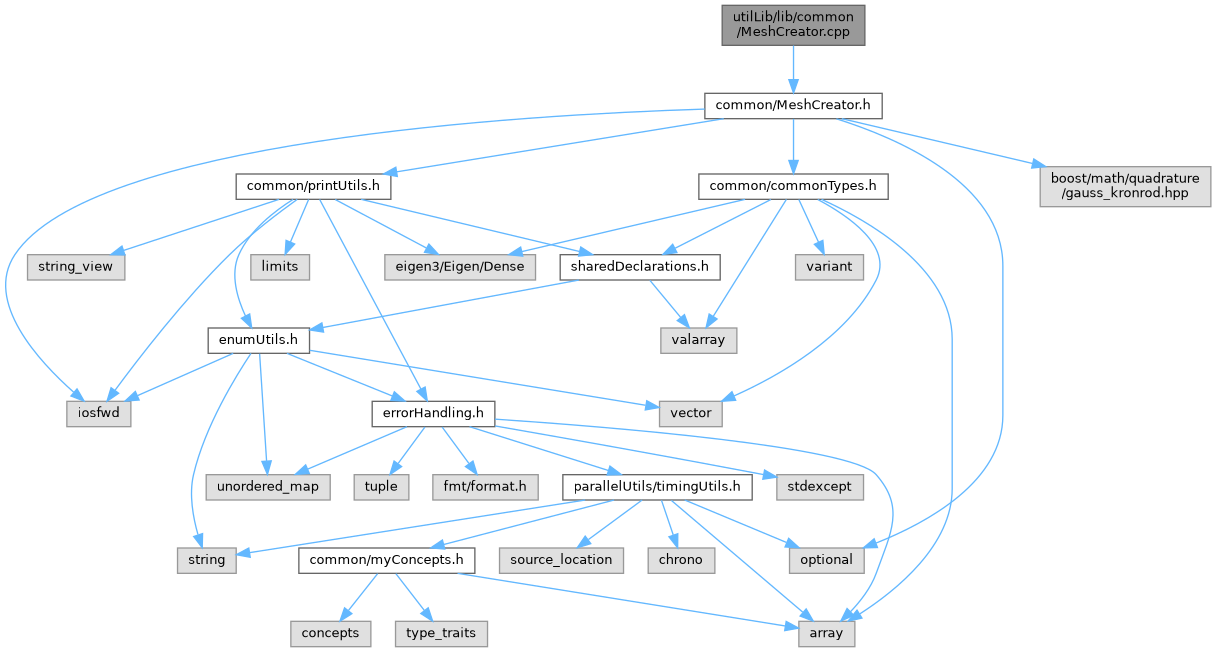 utilLib/lib/common
/MeshCreator.cpp
common/MeshCreator.h
common/printUtils.h
common/commonTypes.h
boost/math/quadrature
/gauss_kronrod.hpp
string_view
limits
eigen3/Eigen/Dense
sharedDeclarations.h
variant
enumUtils.h
valarray
iosfwd
errorHandling.h
vector
unordered_map
tuple
fmt/format.h
parallelUtils/timingUtils.h
stdexcept
string
common/myConcepts.h
source_location
chrono
optional
concepts
type_traits
array